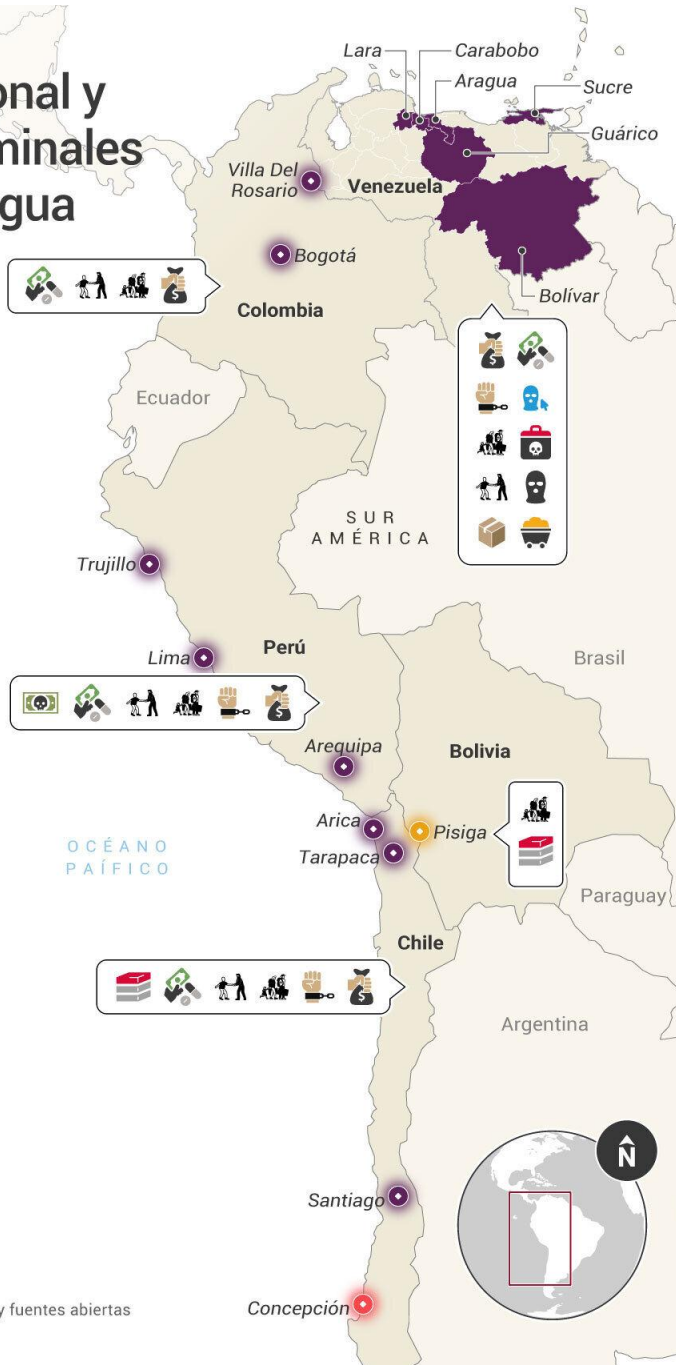 onal y
minales
gua
Lara
Carabobo
Aragua
Sucre
Guárico
Villa Del
Rosario
Venezuela
Bogotá
Bolívar
Colombia
Ecuador
SUR
AMÉRICA
Trujillo
Perú
Lima
Brasil
Arequipa
Bolivia
Arica
Pisiga
Tarapaca
OCÉANO
PAÍFICO
Paraguay
Chile
Argentina
N
Santiago
Concepción
y fuentes abiertas